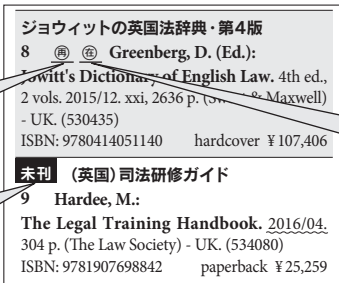 ジョウィットの英国法辞典・第4版
8 再 在 Greenberg, D. (Ed.):
Jowitt's Dictionary of English Law. 4th ed.,
2 vols. 2015/12. xxi, 2636 p. (Sweet & Maxwell)
- UK. (530435)
ISBN: 9780414051140 hardcover ¥107,406
未刊 (英国)司法研修ガイド
9 Hardee, M.:
The Legal Training Handbook. 2016/04.
304 p. (The Law Society) - UK. (534080)
ISBN: 9781907698842 paperback ¥25,259